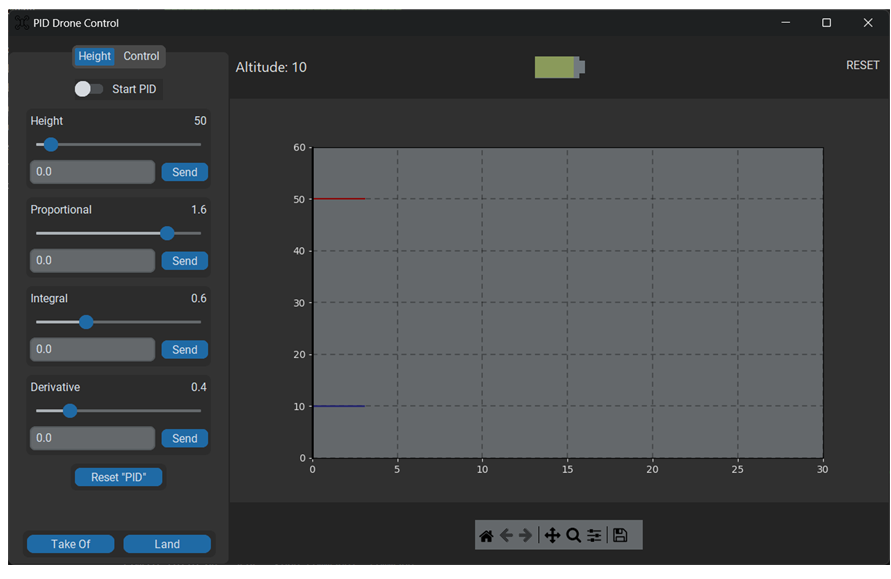 PID Drone Control
Height Control
Start PID
Height 50
0.0 Send
Proportional 1.6
0.0 Send
Integral 0.6
0.0 Send
Derivative 0.4
0.0 Send
Reset "PID"
Take Of Land
Altitude: 10
RESET
60
50
40
30
20
10
0
0 5 10 15 20 25 30